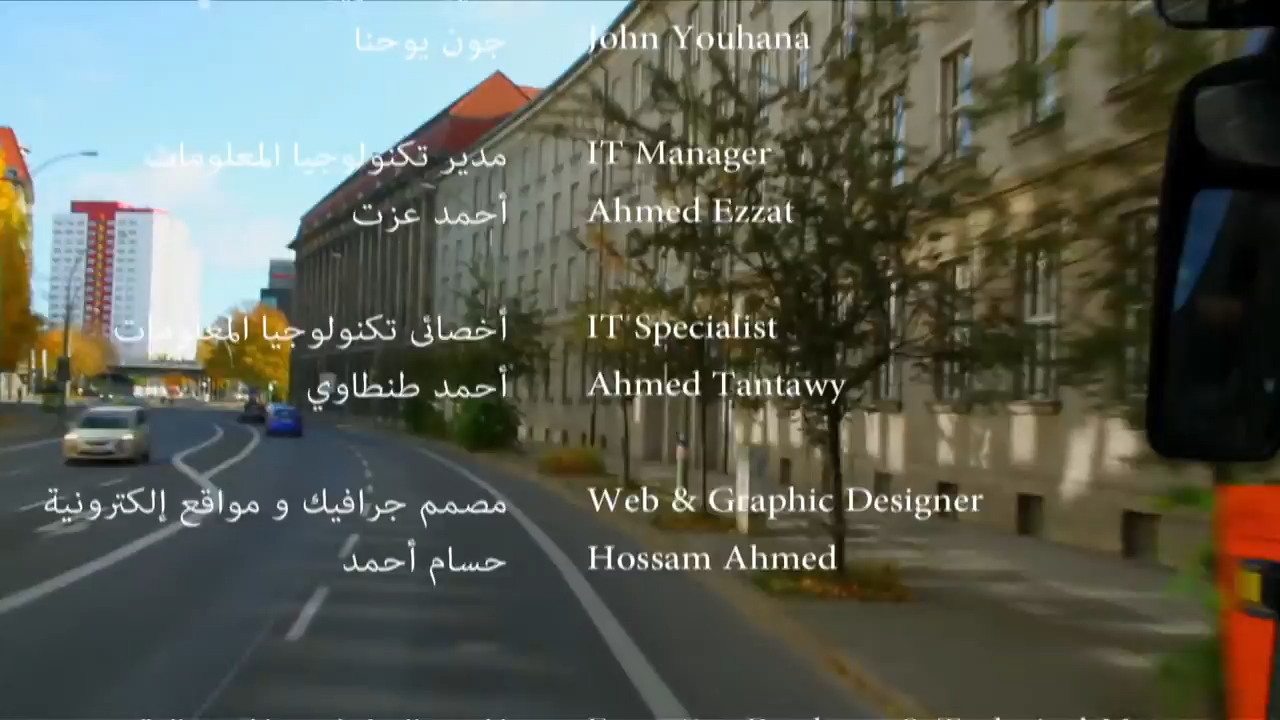 جون يوحنا John Youhana
مدير تكنولوجيا المعلومات IT Manager
أحمد عزت Ahmed Ezzat
أخصائى تكنولوجيا المعلومات IT Specialist
أحمد طنطاوي Ahmed Tantawy
مصمم جرافيك و مواقع إلكترونية Web & Graphic Designer
حسام أحمد Hossam Ahmed